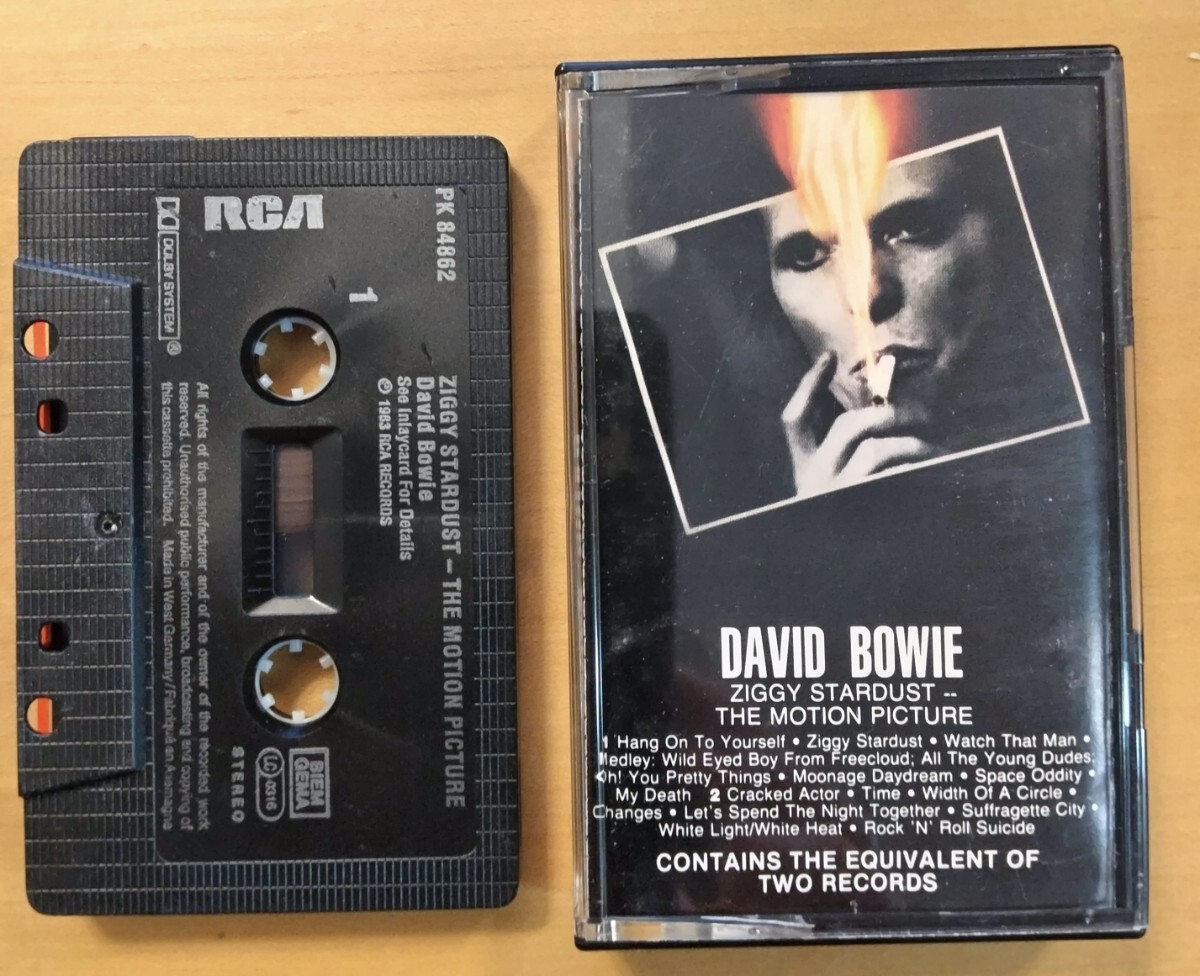 RCA
PK 84862
1
DOLBY SYSTEM ®
ZIGGY STARDUST – THE MOTION PICTURE
David Bowie
See Inlaycard For Details
℗ 1983 RCA RECORDS
All rights of the manufacturer and of the owner of the recorded work
reserved. Unauthorised public performance, broadcasting and copying of
this cassette prohibited. Made in West Germany/Fabriqué en Allemagne
STEREO
LC 0316
BIEM
GEMA
DAVID BOWIE
ZIGGY STARDUST --
THE MOTION PICTURE
1 Hang On To Yourself • Ziggy Stardust • Watch That Man •
Medley: Wild Eyed Boy From Freecloud; All The Young Dudes;
Oh! You Pretty Things • Moonage Daydream • Space Oddity •
My Death 2 Cracked Actor • Time • Width Of A Circle •
Changes • Let's Spend The Night Together • Suffragette City •
White Light/White Heat • Rock 'N' Roll Suicide
CONTAINS THE EQUIVALENT OF
TWO RECORDS